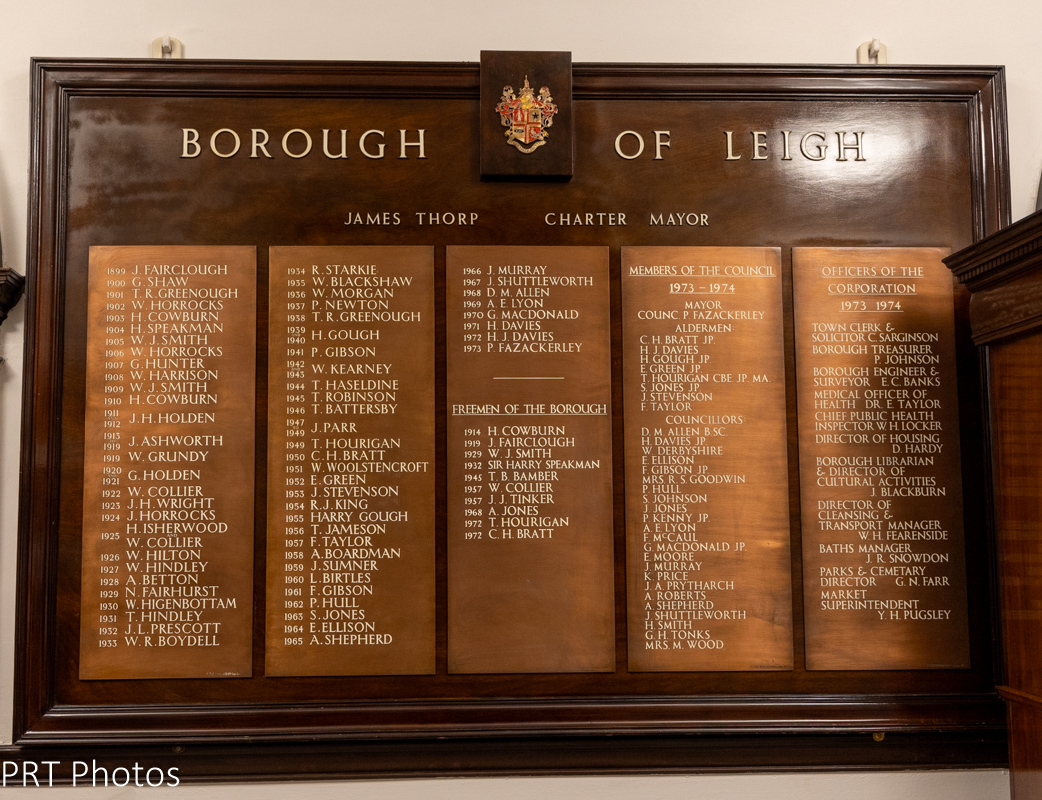 BOROUGH OF LEIGH
JAMES THORP CHARTER MAYOR
1899 J. FAIRCLOUGH
1900 G. SHAW
1901 T. R. GREENOUGH
1902 W. HORROCKS
1903 H. COWBURN
1904 H. SPEAKMAN
1905 W. J. SMITH
1906 W. HORROCKS
1907 G. HUNTER
1908 W. HARRISON
1909 W. J. SMITH
1910 H. COWBURN
1911
1912 J. H. HOLDEN
1913
1919 J. ASHWORTH
1919 W. GRUNDY
1920
1921 G. HOLDEN
1922 W. COLLIER
1923 J. H. WRIGHT
1924 J. HORROCKS
1925 H. ISHERWOOD
W. COLLIER
1926 W. HILTON
1927 W. HINDLEY
1928 A. BETTON
1929 N. FAIRHURST
1930 W. HIGENBOTTAM
1931 T. HINDLEY
1932 J. L. PRESCOTT
1933 W. R. BOYDELL
1934 R. STARKIE
1935 W. BLACKSHAW
1936 W. MORGAN
1937 P. NEWTON
1938 T. R. GREENOUGH
1939
1940 H. GOUGH
1941 P. GIBSON
1942
1943 W. KEARNEY
1944 T. HASELDINE
1945 T. ROBINSON
1946 T. BATTERSBY
1947
1949 J. PARR
1949 T. HOURIGAN
1950 C. H. BRATT
1951 W. WOOLSTENCROFT
1952 E. GREEN
1953 J. STEVENSON
1954 R. J. KING
1955 HARRY GOUGH
1956 T. JAMESON
1957 F. TAYLOR
1958 A. BOARDMAN
1959 J. SUMNER
1960 L. BIRTLES
1961 F. GIBSON
1962 P. HULL
1963 S. JONES
1964 E. ELLISON
1965 A. SHEPHERD
1966 J. MURRAY
1967 J. SHUTTLEWORTH
1968 D. M. ALLEN
1969 A. E. LYON
1970 G. MACDONALD
1971 H. DAVIES
1972 H. J. DAVIES
1973 P. FAZACKERLEY
FREEMEN OF THE BOROUGH
1914 H. COWBURN
1919 J. FAIRCLOUGH
1929 W. J. SMITH
1932 SIR HARRY SPEAKMAN
1945 T. B. BAMBER
1957 W. COLLIER
1957 J. J. TINKER
1968 A. JONES
1972 T. HOURIGAN
1972 C. H. BRATT
MEMBERS OF THE COUNCIL
1973 - 1974
MAYOR
COUNC. P. FAZACKERLEY
ALDERMEN
C. H. BRATT JP.
H. J. DAVIES
H. GOUGH JP.
E. GREEN JP
T. HOURIGAN CBE JP. MA
S. JONES JP
J. STEVENSON
F. TAYLOR
COUNCILLORS
D. M. ALLEN B.SC.
H. DAVIES JP
W. DERBYSHIRE
E. ELLISON
F. GIBSON JP
MRS. R. S. GOODWIN
P. HULL
S. JOHNSON
J. JONES
P. KENNY JP.
A. E. LYON
F. McCAUL
G. MACDONALD JP.
E. MOORE
J. MURRAY
K. PRICE
J. A. PRYTHARCH
A. ROBERTS
A. SHEPHERD
J. SHUTTLEWORTH
H. SMITH
G. H. TONKS
MRS. M. WOOD
OFFICERS OF THE
CORPORATION
1973 1974
TOWN CLERK &
SOLICITOR C. SARGINSON
BOROUGH TREASURER
P. JOHNSON
BOROUGH ENGINEER &
SURVEYOR E. C. BANKS
MEDICAL OFFICER OF
HEALTH DR. E. TAYLOR
CHIEF PUBLIC HEALTH
INSPECTOR W. H. LOCKER
DIRECTOR OF HOUSING
D. HARDY
BOROUGH LIBRARIAN
& DIRECTOR OF
CULTURAL ACTIVITIES
J. BLACKBURN
DIRECTOR OF
CLEANSING &
TRANSPORT MANAGER
W. H. FEARENSIDE
BATHS MANAGER
J. R. SNOWDON
PARKS & CEMETARY
DIRECTOR G. N. FARR
MARKET
SUPERINTENDENT
Y. H. PUGSLEY
PRT Photos